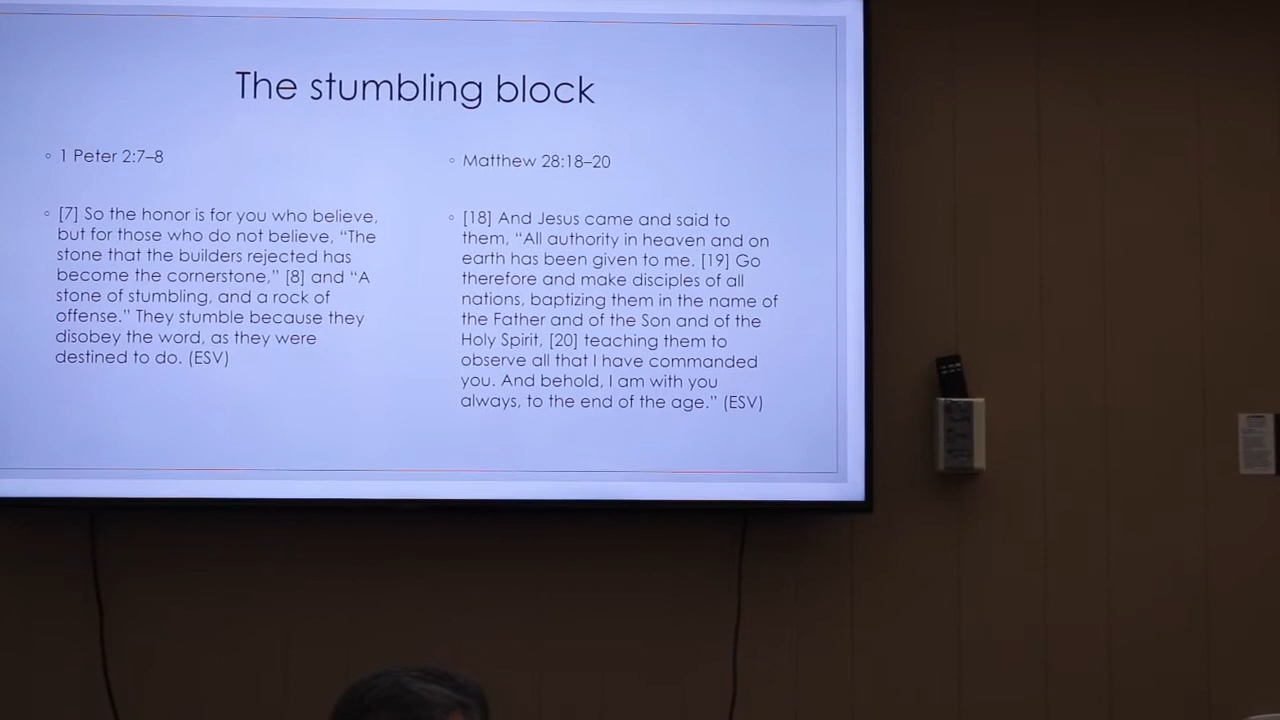 The stumbling block
◦ 1 Peter 2:7–8
◦ [7] So the honor is for you who believe,
but for those who do not believe, “The
stone that the builders rejected has
become the cornerstone,” [8] and “A
stone of stumbling, and a rock of
offense.” They stumble because they
disobey the word, as they were
destined to do. (ESV)
◦ Matthew 28:18–20
◦ [18] And Jesus came and said to
them, “All authority in heaven and on
earth has been given to me. [19] Go
therefore and make disciples of all
nations, baptizing them in the name of
the Father and of the Son and of the
Holy Spirit, [20] teaching them to
observe all that I have commanded
you. And behold, I am with you
always, to the end of the age.” (ESV)